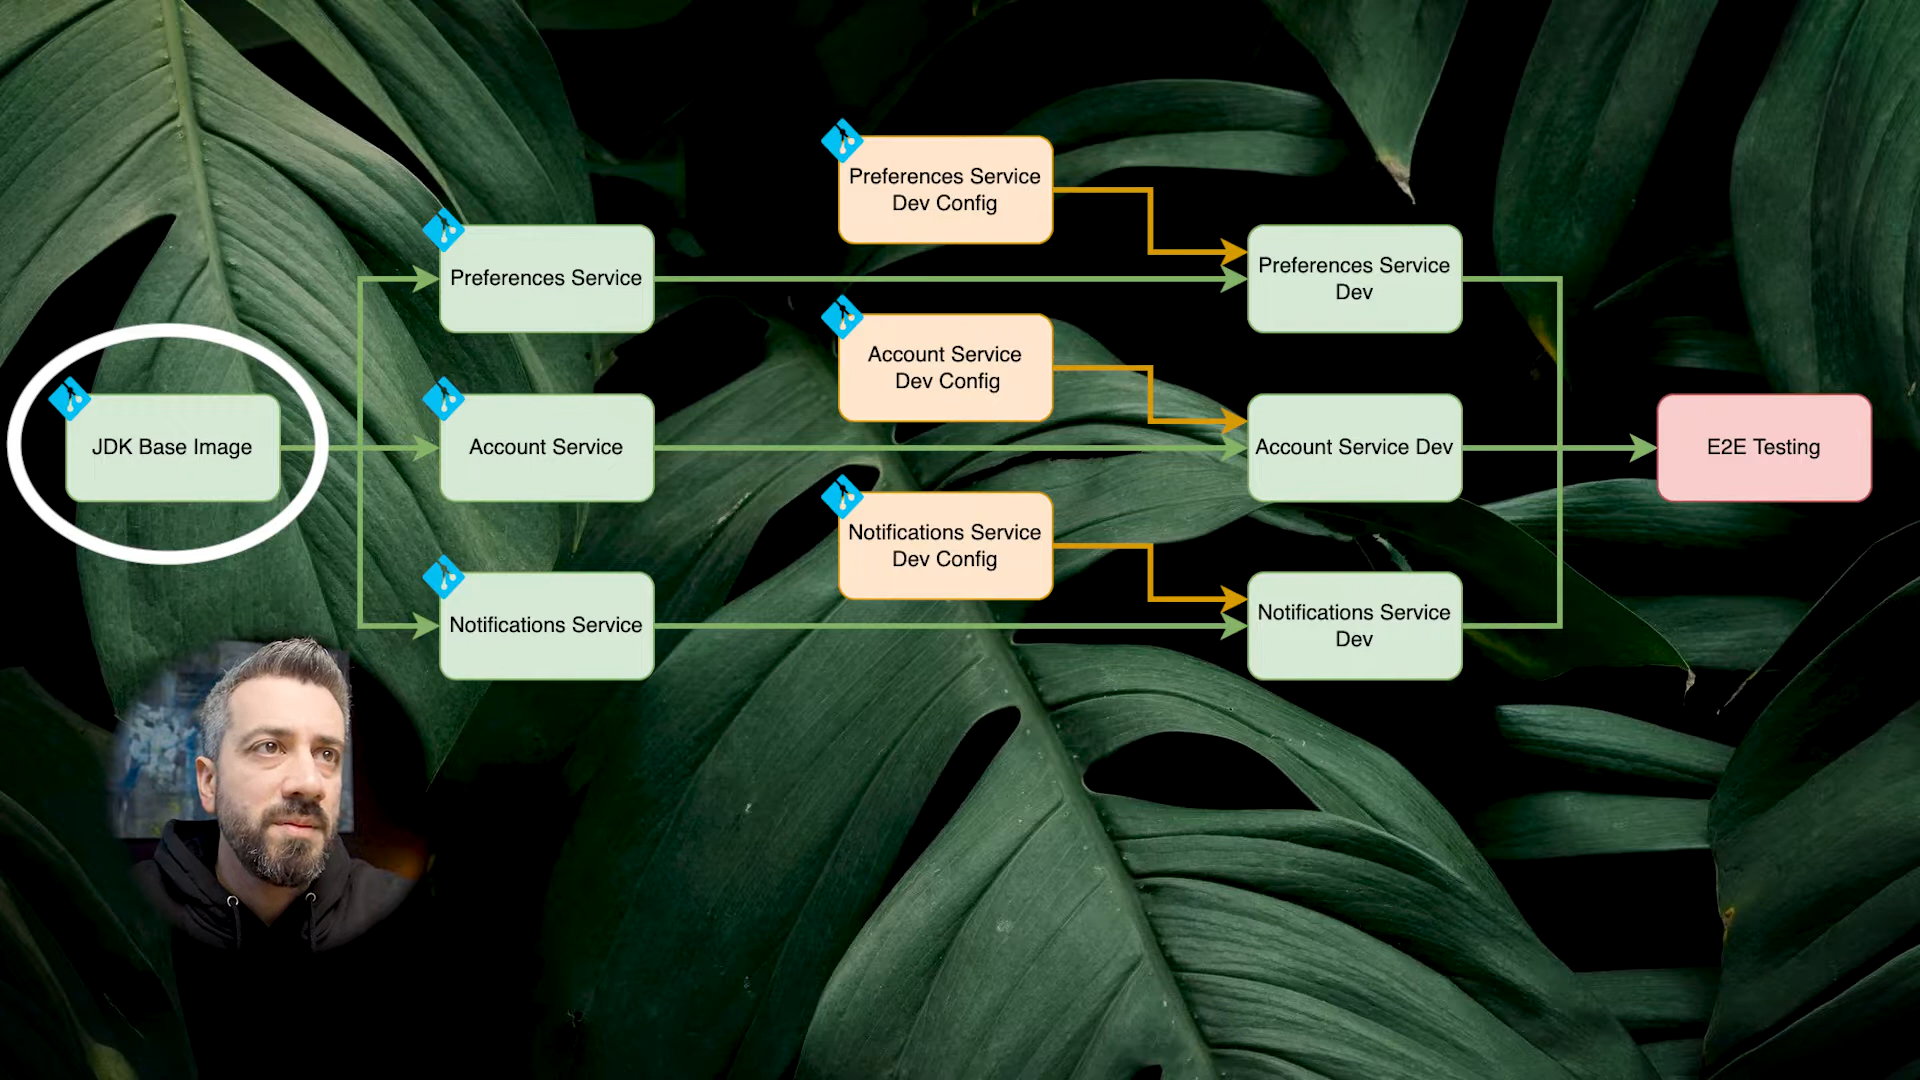 Preferences Service
Dev Config
Preferences Service
Preferences Service
Dev
Account Service
Dev Config
JDK Base Image
Account Service
Account Service Dev
E2E Testing
Notifications Service
Dev Config
Notifications Service
Notifications Service
Dev